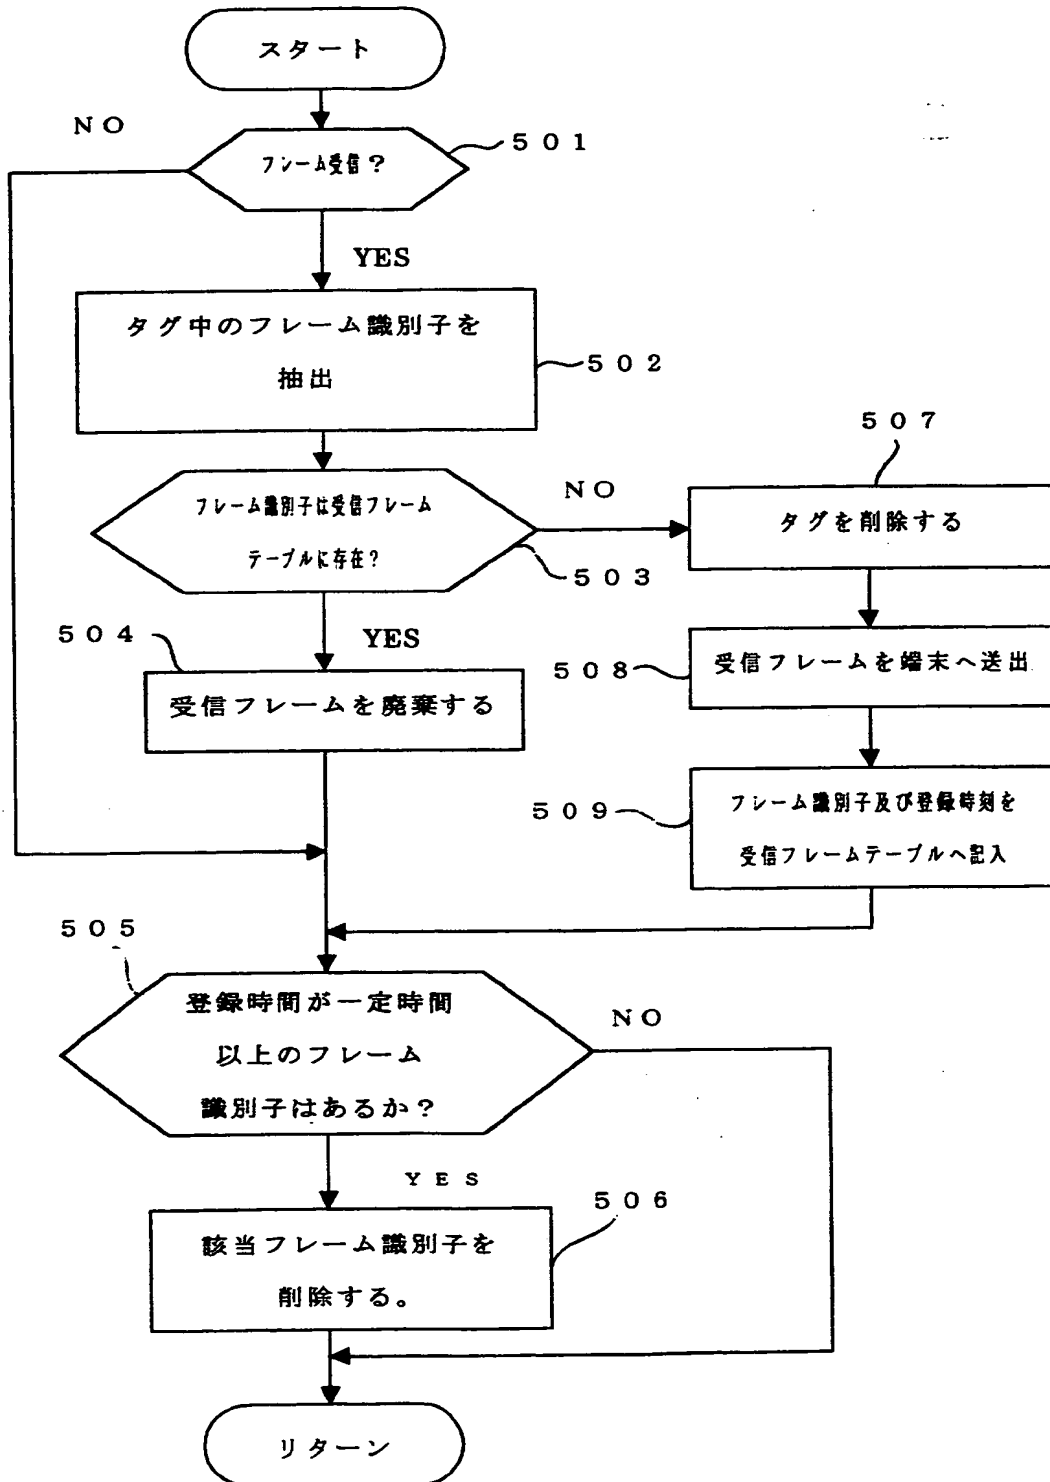 スタート
NO
フレーム受信？
501
YES
タグ中のフレーム識別子を
抽出
502
フレーム識別子は受信フレーム
テーブルに存在？
503
NO
507
タグを削除する
504
YES
受信フレームを廃棄する
508
受信フレームを端末へ送出
509
フレーム識別子及び登録時刻を
受信フレームテーブルへ記入
505
登録時間が一定時間
以上のフレーム
識別子はあるか？
NO
YES
506
該当フレーム識別子を
削除する。
リターン